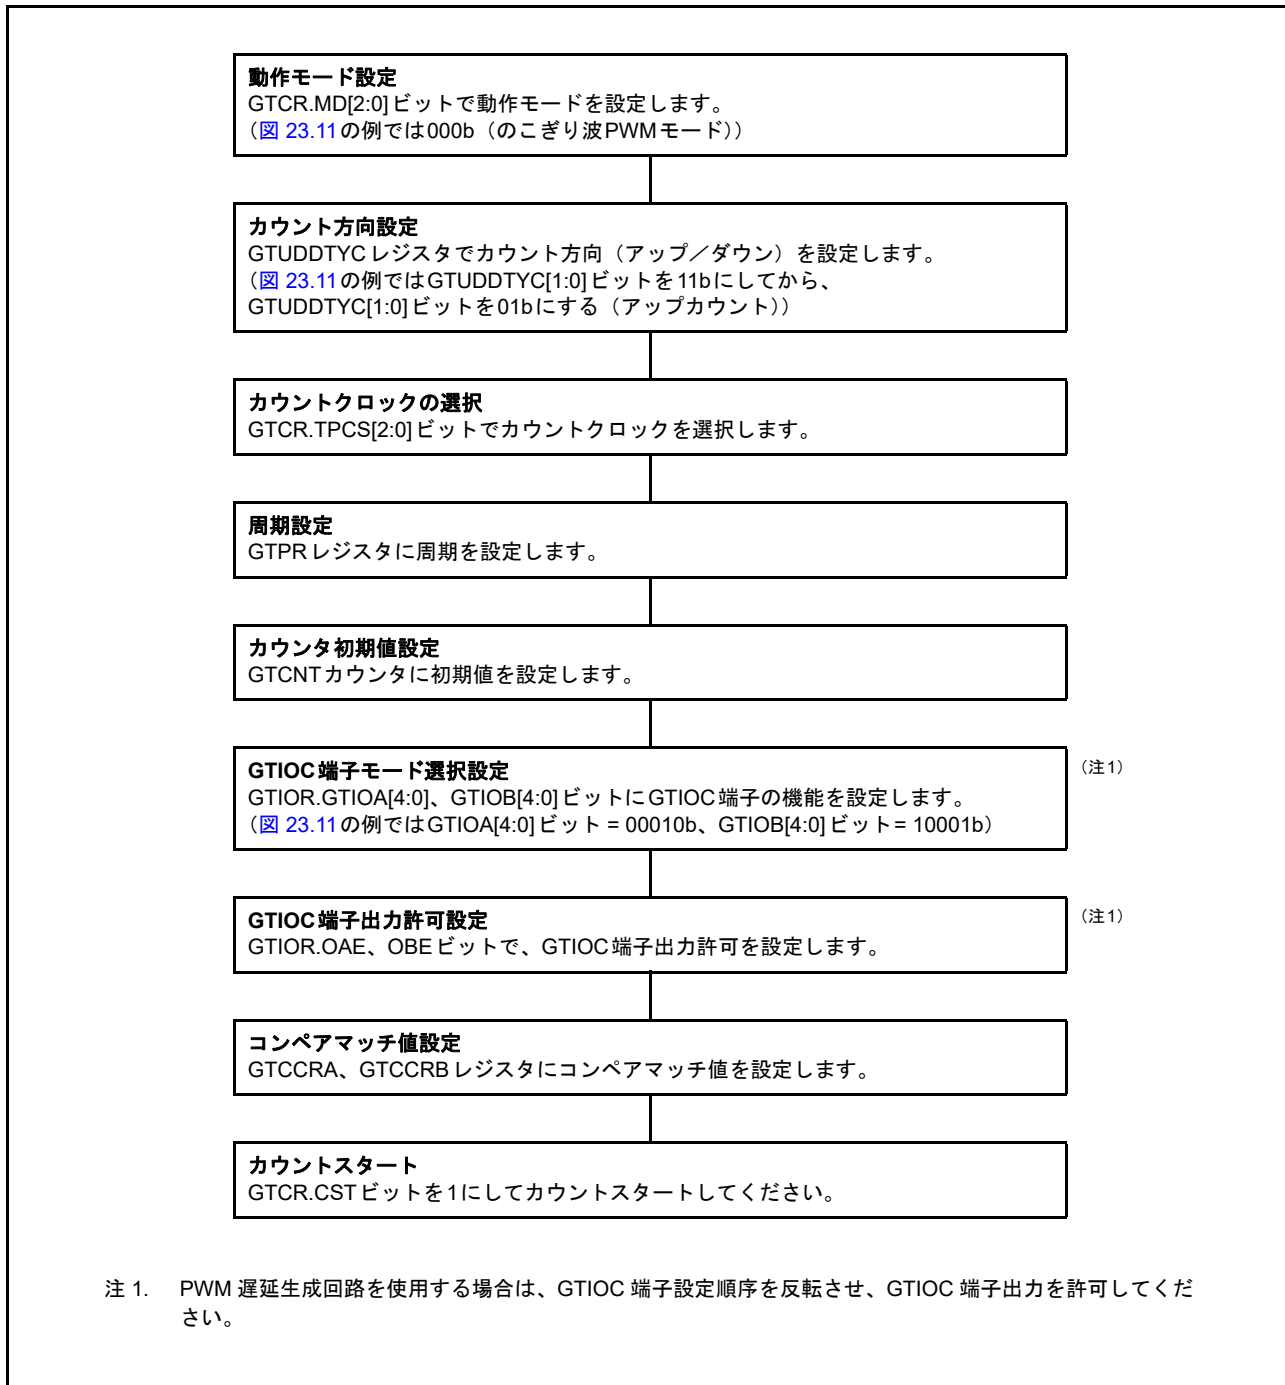 動作モード設定
GTCR.MD[2:0]ビットで動作モードを設定します。
（図 23.11の例では000b（のこぎり波PWMモード））
カウント方向設定
GTUDDTYCレジスタでカウント方向（アップ／ダウン）を設定します。
（図 23.11の例ではGTUDDTYC[1:0]ビットを11bにしてから、
GTUDDTYC[1:0]ビットを01bにする（アップカウント））
カウントクロックの選択
GTCR.TPCS[2:0]ビットでカウントクロックを選択します。
周期設定
GTPRレジスタに周期を設定します。
カウンタ初期値設定
GTCNTカウンタに初期値を設定します。
GTIOC端子モード選択設定 （注1）
GTIOR.GTIOA[4:0]、GTIOB[4:0]ビットにGTIOC端子の機能を設定します。
（図 23.11の例ではGTIOA[4:0]ビット = 00010b、GTIOB[4:0]ビット= 10001b）
GTIOC端子出力許可設定 （注1）
GTIOR.OAE、OBEビットで、GTIOC端子出力許可を設定します。
コンペアマッチ値設定
GTCCRA、GTCCRBレジスタにコンペアマッチ値を設定します。
カウントスタート
GTCR.CSTビットを1にしてカウントスタートしてください。
注 1. PWM 遅延生成回路を使用する場合は、GTIOC 端子設定順序を反転させ、GTIOC 端子出力を許可してくだ
さい。